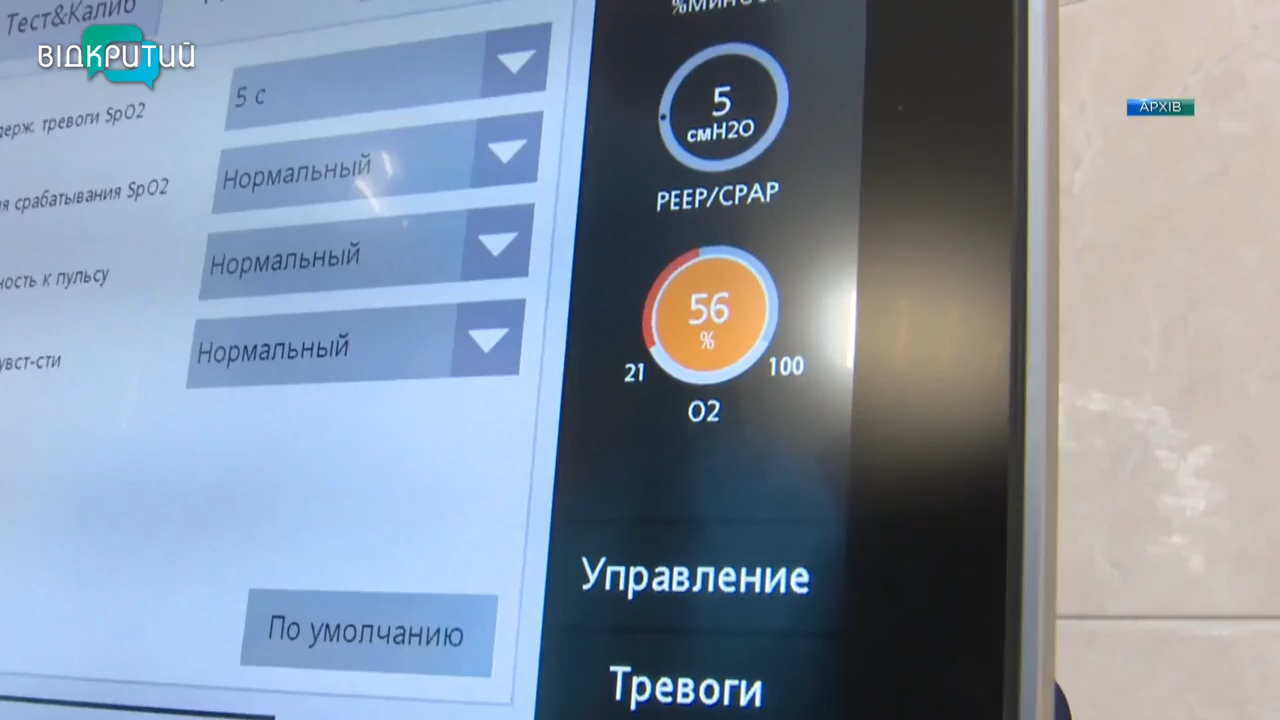 Тест&Калиб
ВІДКРИТИЙ
АРХІВ
держ. тревоги SpO2
5 с
я срабатывания SpO2
Нормальный
ность к пульсу
Нормальный
увст-сти
Нормальный
По умолчанию
5
смH2O
PEEP/CPAP
56
%
21
100
O2
Управление
Тревоги